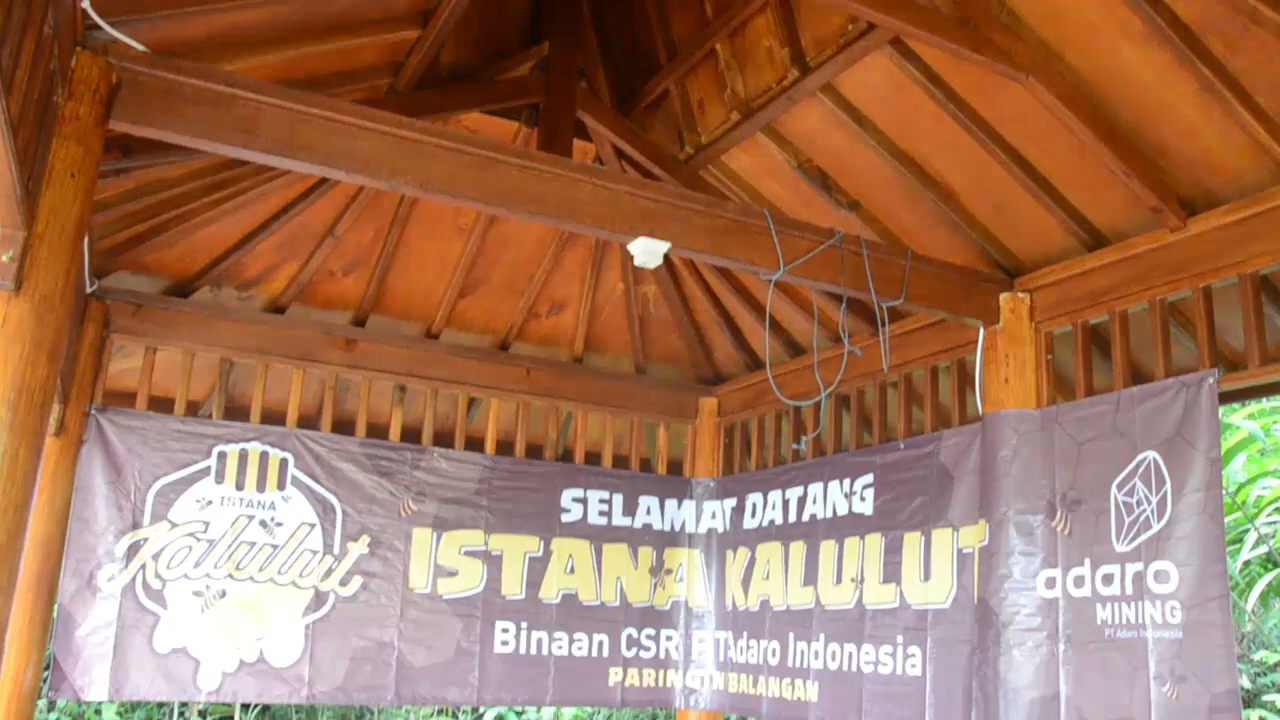 ISTANA
Kalulut
SELAMAT DATANG
ISTANA KALULUT
Binaan CSR PT Adaro Indonesia
PARINGIN BALANGAN
adaro
MINING
PT Adaro Indonesia